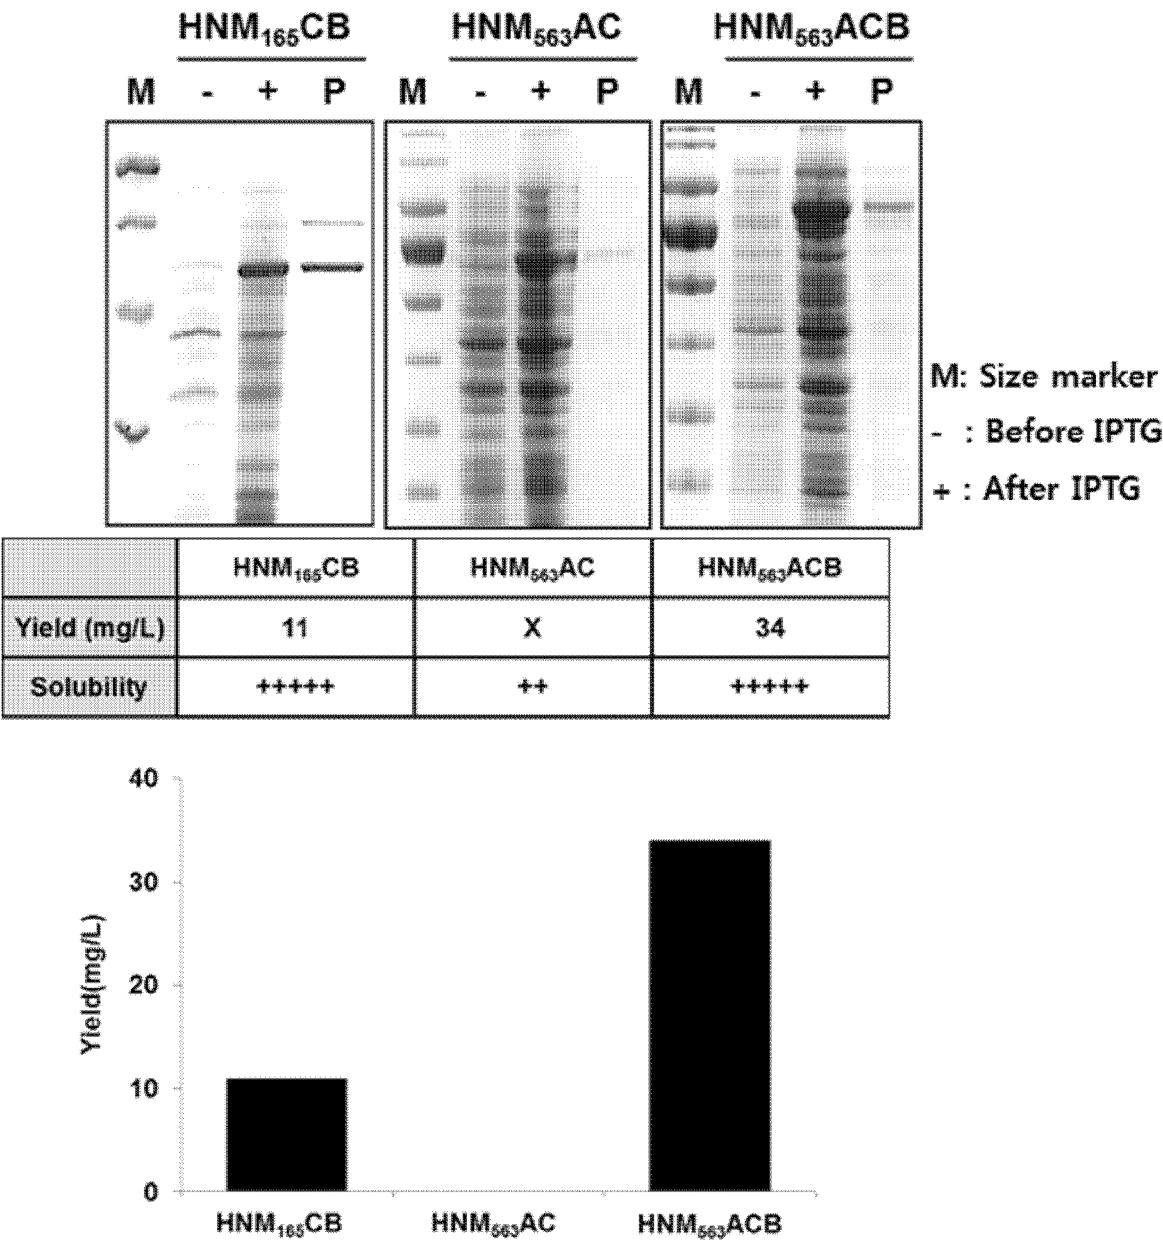 HNM₁₆₅CB HNM₅₆₃AC HNM₅₆₃ACB
M - + P M - + P M - + P
M: Size marker
- : Before IPTG
+ : After IPTG
HNM₁₆₅CB HNM₅₆₃AC HNM₅₆₃ACB
Yield (mg/L) 11 X 34
Solubility +++++ ++ +++++
40
30
20
10
0
Yield(mg/L)
HNM₁₆₅CB HNM₅₆₃AC HNM₅₆₃ACB